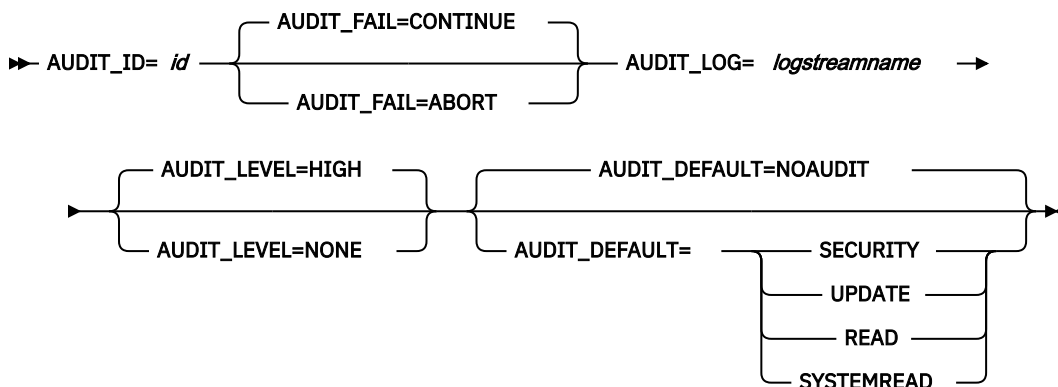 AUDIT_FAIL=CONTINUE
AUDIT_ID= id
AUDIT_LOG= logstreamname
AUDIT_FAIL=ABORT
AUDIT_LEVEL=HIGH
AUDIT_DEFAULT=NOAUDIT
AUDIT_LEVEL=NONE
AUDIT_DEFAULT=
SECURITY
UPDATE
READ
SYSTEMREAD